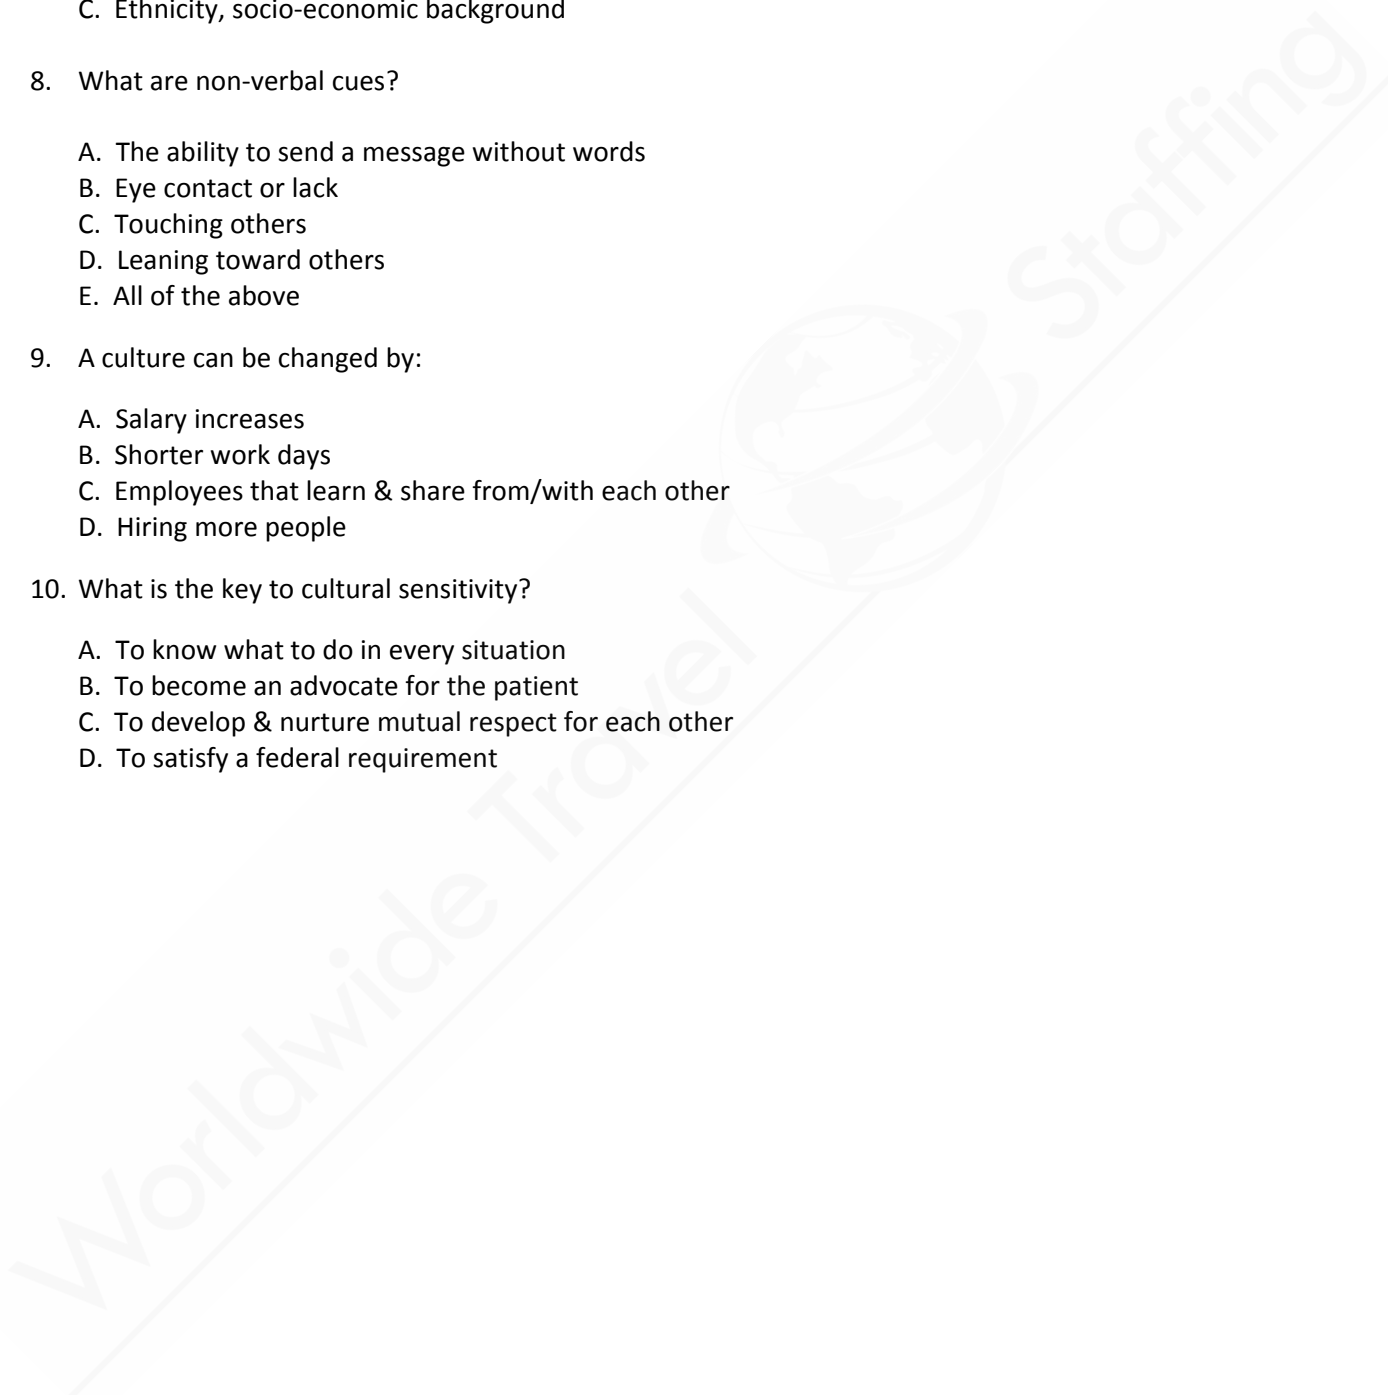 C. Ethnicity, socio-economic background
8. What are non-verbal cues?
A. The ability to send a message without words
B. Eye contact or lack
C. Touching others
D. Leaning toward others
E. All of the above
9. A culture can be changed by:
A. Salary increases
B. Shorter work days
C. Employees that learn & share from/with each other
D. Hiring more people
10. What is the key to cultural sensitivity?
A. To know what to do in every situation
B. To become an advocate for the patient
C. To develop & nurture mutual respect for each other
D. To satisfy a federal requirement
Worldwide Travel Staffing